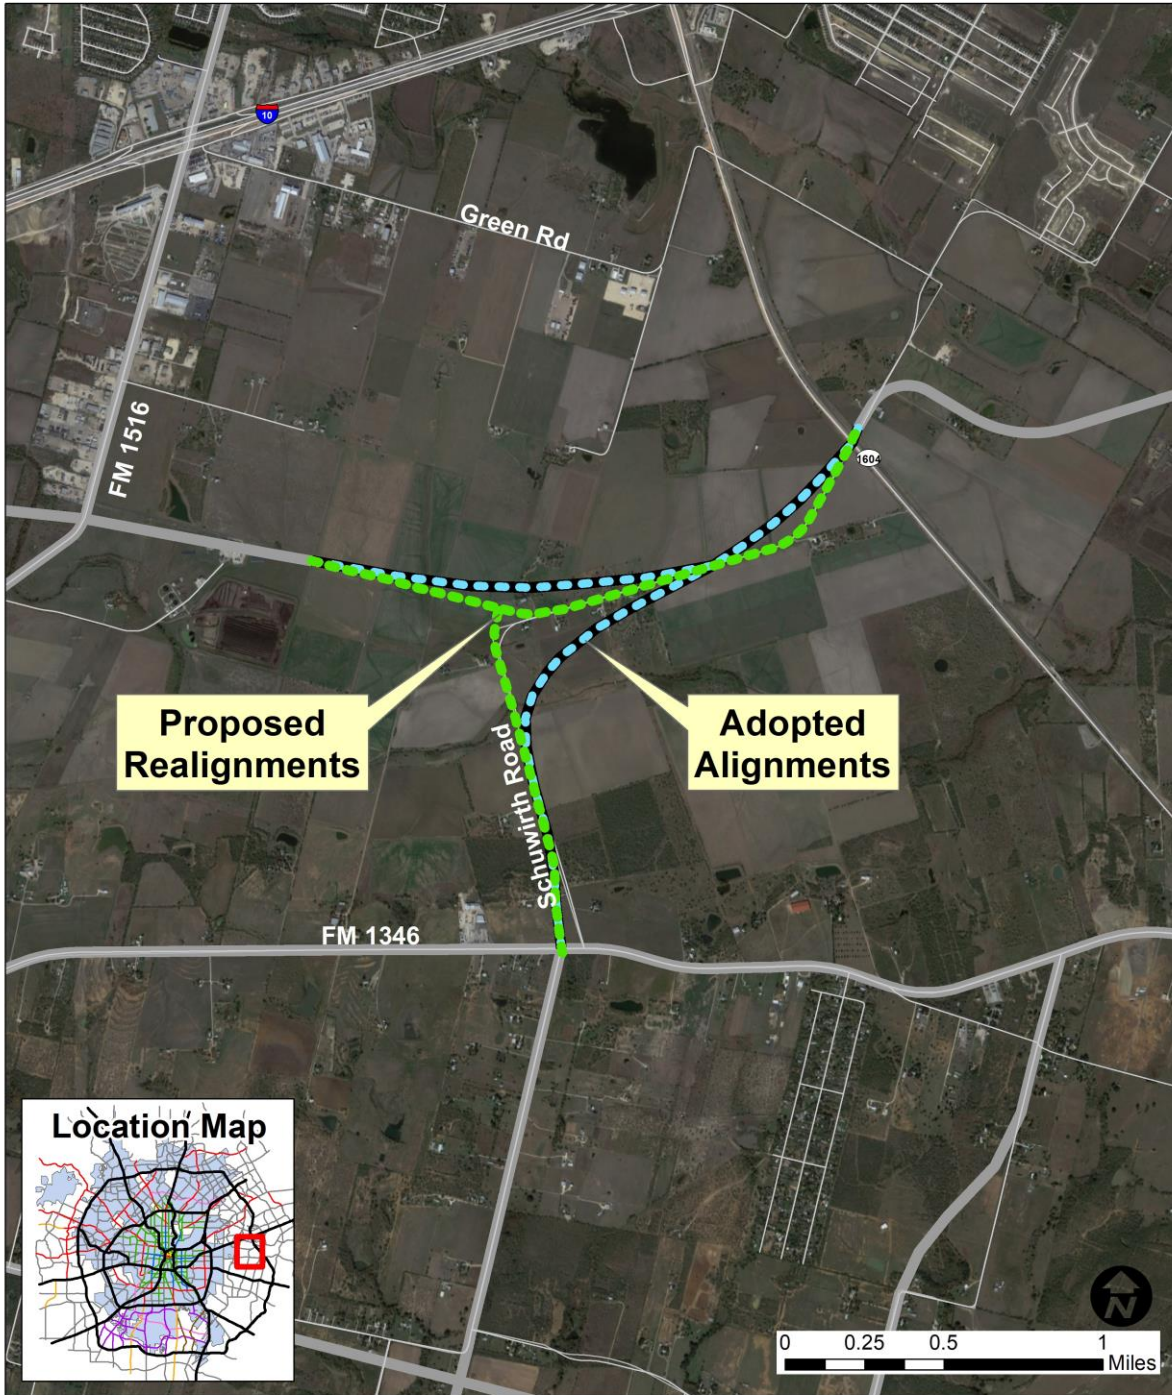 10
Green Rd
FM 1516
1604
Proposed
Realignments
Adopted
Alignments
Schuwirth Road
FM 1346
Location Map
N
0 0.25 0.5 1
Miles